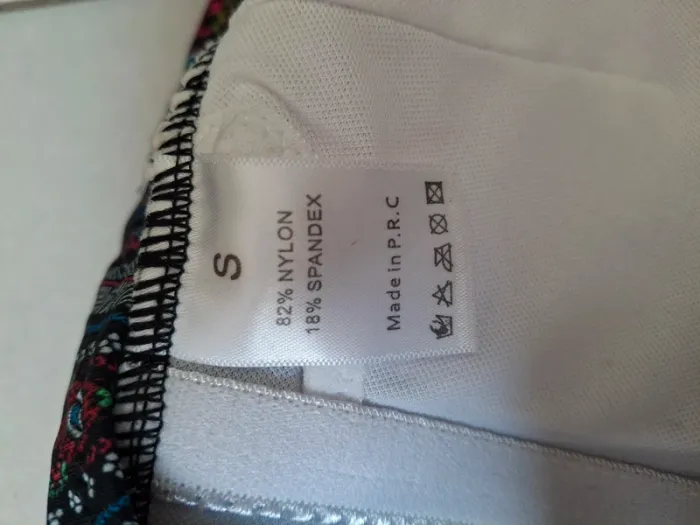 S
82% NYLON
18% SPANDEX
Made in P.R.C